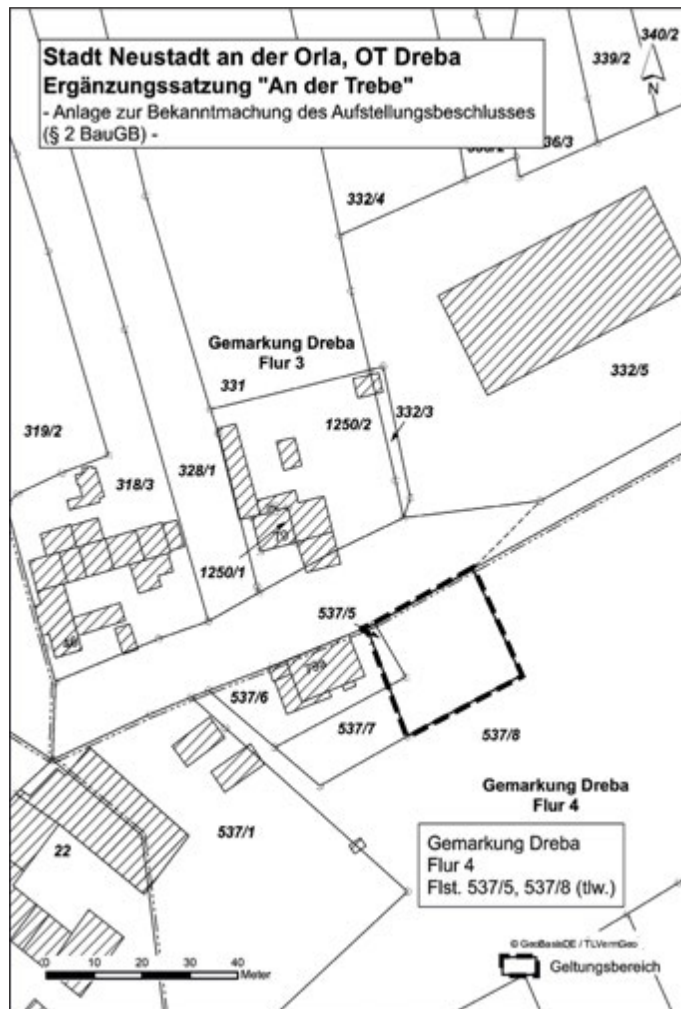 Stadt Neustadt an der Orla, OT Dreba
Ergänzungssatzung "An der Trebe"
- Anlage zur Bekanntmachung des Aufstellungsbeschlusses
(§ 2 BauGB) -
340/2
339/2
N
36/3
332/4
Gemarkung Dreba
Flur 3
331
332/5
332/3
1250/2
319/2
318/3
328/1
1250/1
537/5
537/6
537/7
537/8
Gemarkung Dreba
Flur 4
537/1
22
Gemarkung Dreba
Flur 4
Flst. 537/5, 537/8 (tlw.)
© GeoBasisDE / TLVermGeo
Geltungsbereich
0 10 20 30 40
Meter